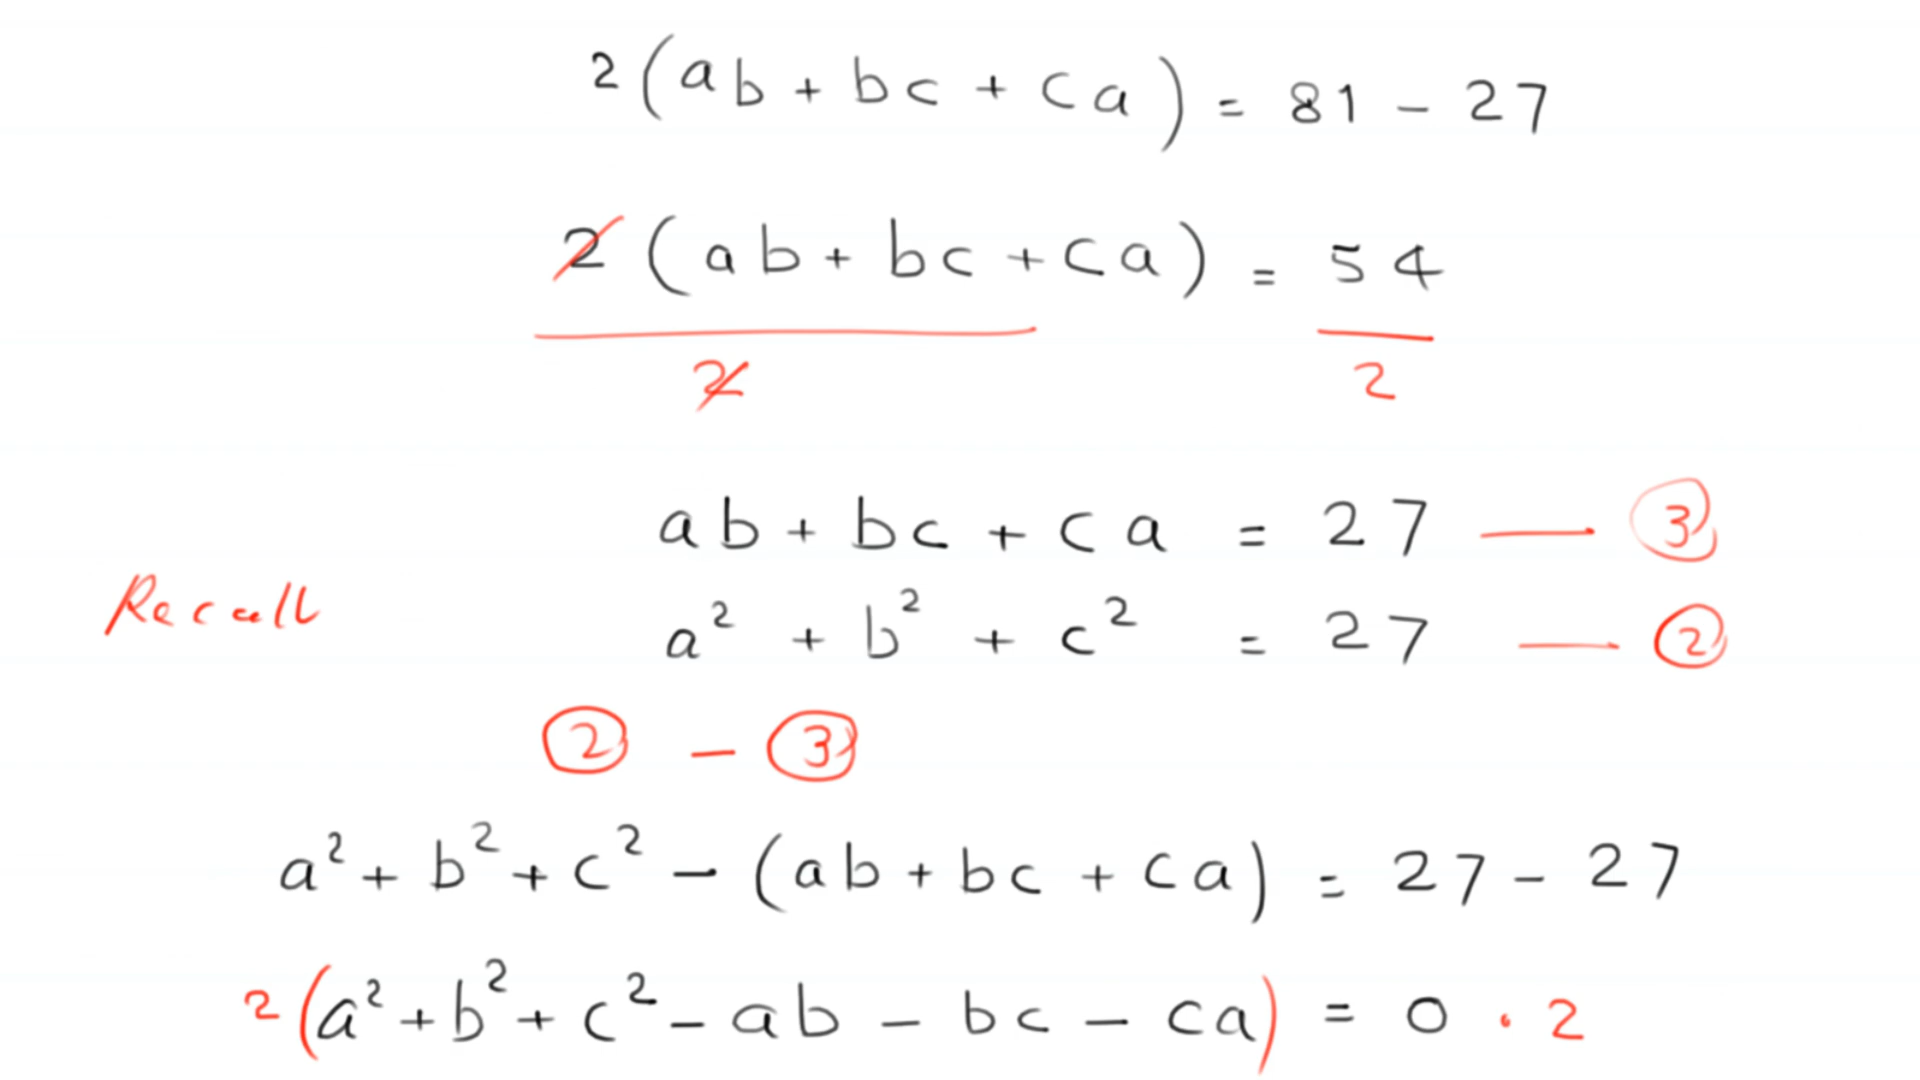 2(ab + bc + ca) = 81 - 27
2(ab + bc + ca) = 54
2 2
ab + bc + ca = 27 — ③
Recall a² + b² + c² = 27 — ②
② - ③
a² + b² + c² - (ab + bc + ca) = 27 - 27
2(a² + b² + c² - ab - bc - ca) = 0 · 2